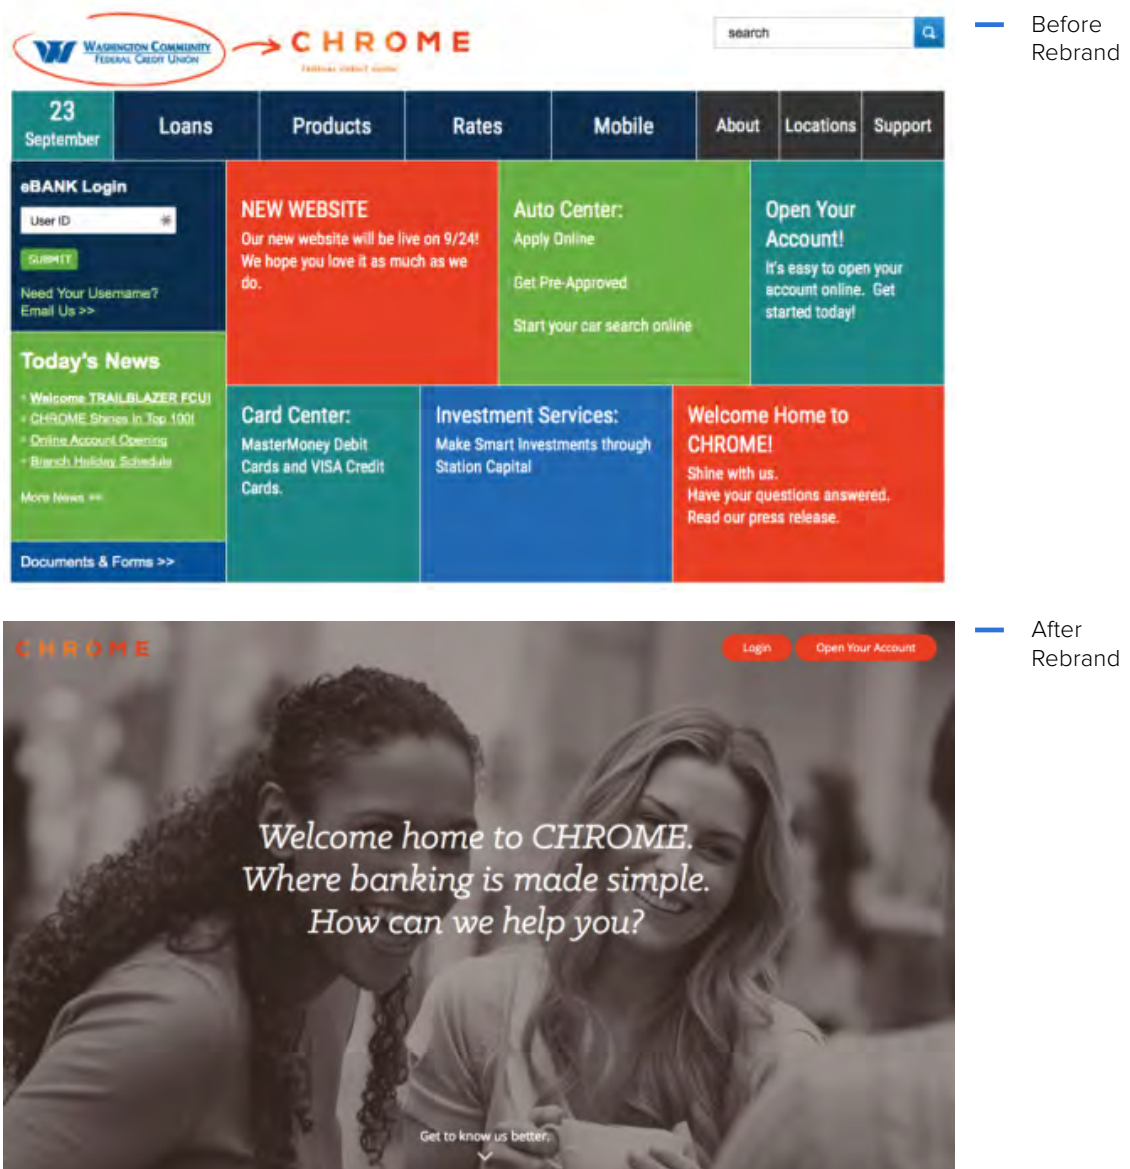 WASHINGTON COMMUNITY
FEDERAL CREDIT UNION
CHROME
FEDERAL CREDIT UNION
search
Before
Rebrand
23
September
Loans
Products
Rates
Mobile
About
Locations
Support
eBANK Login
User ID
SUBMIT
Need Your Username?
Email Us >>
NEW WEBSITE
Our new website will be live on 9/24!
We hope you love it as much as we
do.
Auto Center:
Apply Online
Get Pre-Approved
Start your car search online
Open Your
Account!
It's easy to open your
account online. Get
started today!
Today's News
Welcome TRAILBLAZER FCU!
CHROME Shines In Top 100!
Online Account Opening
Branch Holiday Schedule
More News >>
Documents & Forms >>
Card Center:
MasterMoney Debit
Cards and VISA Credit
Cards.
Investment Services:
Make Smart Investments through
Station Capital
Welcome Home to
CHROME!
Shine with us.
Have your questions answered.
Read our press release.
After
Rebrand
CHROME
Login
Open Your Account
Welcome home to CHROME.
Where banking is made simple.
How can we help you?
Get to know us better.